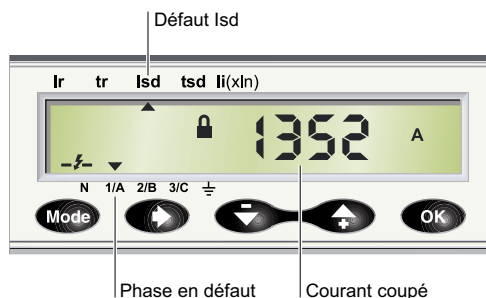 Défaut Isd
Ir tr Isd tsd Ii(xIn)
1352 A
N 1/A 2/B 3/C
Mode OK
Phase en défaut Courant coupé